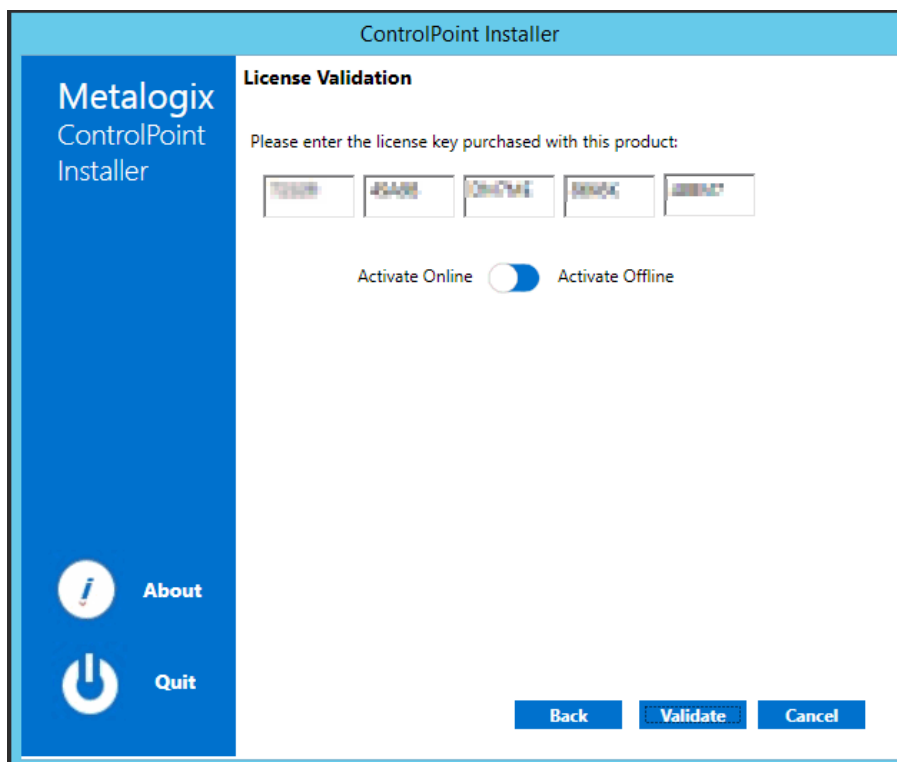 ControlPoint Installer
Metalogix
ControlPoint
Installer
License Validation
Please enter the license key purchased with this product:
Activate Online Activate Offline
About
Quit
Back Validate Cancel